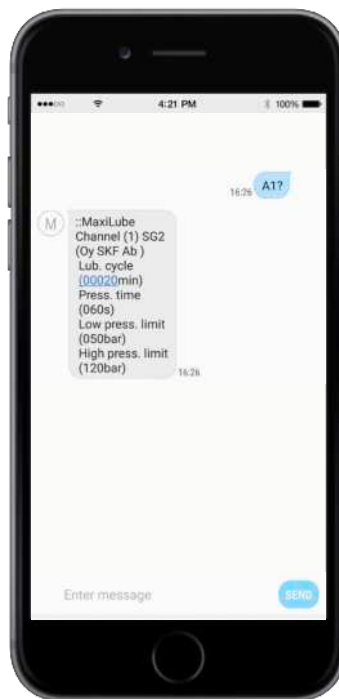 4:21 PM
100%
A1?
16:26
M
::MaxiLube
Channel (1) SG2
(Oy SKF Ab )
Lub. cycle
(00020min)
Press. time
(060s)
Low press. limit
(050bar)
High press. limit
(120bar)
16:26
Enter message
SEND